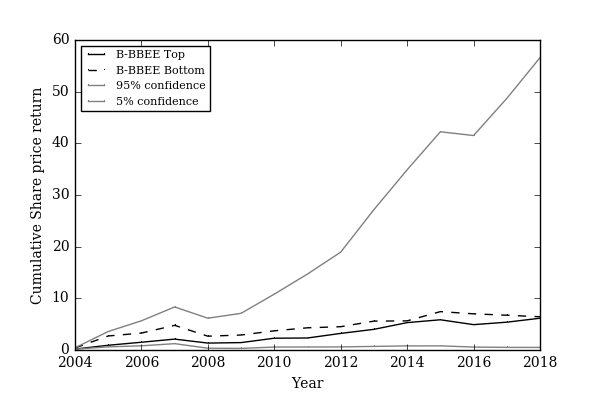 60
50
40
30
20
10
0
Cumulative Share price return
B-BBEE Top
B-BBEE Bottom
95% confidence
5% confidence
2004 2006 2008 2010 2012 2014 2016 2018
Year